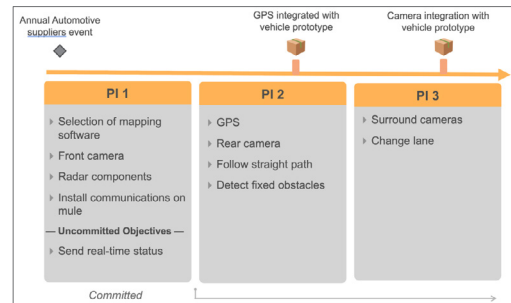 Annual Automotive
suppliers event
GPS integrated with
vehicle prototype
Camera integration with
vehicle prototype
PI 1
Selection of mapping
software
Front camera
Radar components
Install communications on
mule
— Uncommitted Objectives —
Send real-time status
PI 2
GPS
Rear camera
Follow straight path
Detect fixed obstacles
PI 3
Surround cameras
Change lane
Committed